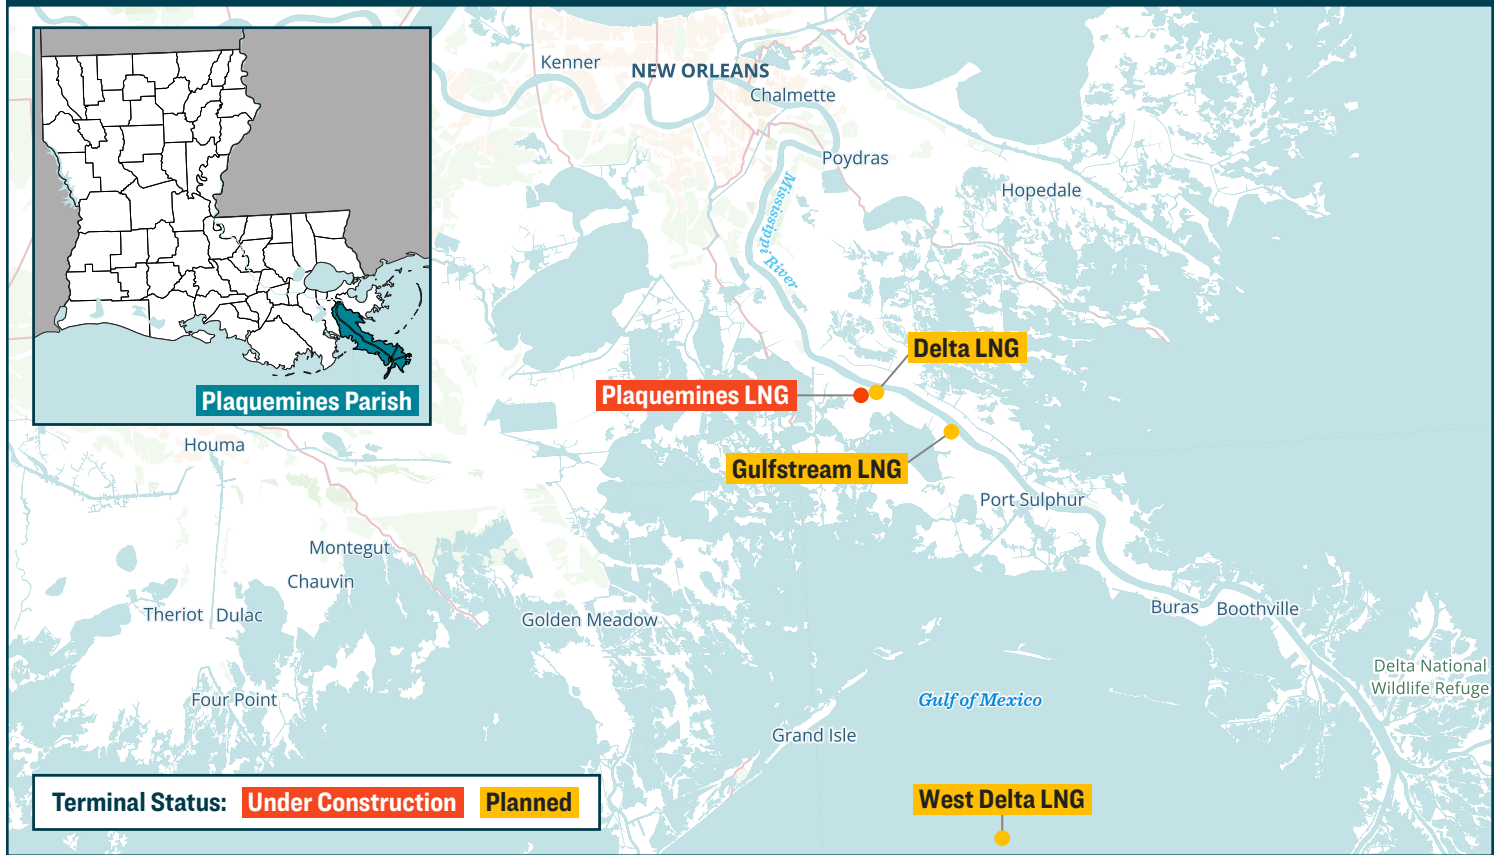 Kenner
NEW ORLEANS
Chalmette
Poydras
Hopedale
Mississippi River
Plaquemines Parish
Delta LNG
Plaquemines LNG
Gulfstream LNG
Houma
Port Sulphur
Montegut
Chauvin
Theriot
Dulac
Golden Meadow
Buras
Boothville
Delta National
Wildlife Refuge
Four Point
Gulf of Mexico
Grand Isle
West Delta LNG
Terminal Status: Under Construction Planned